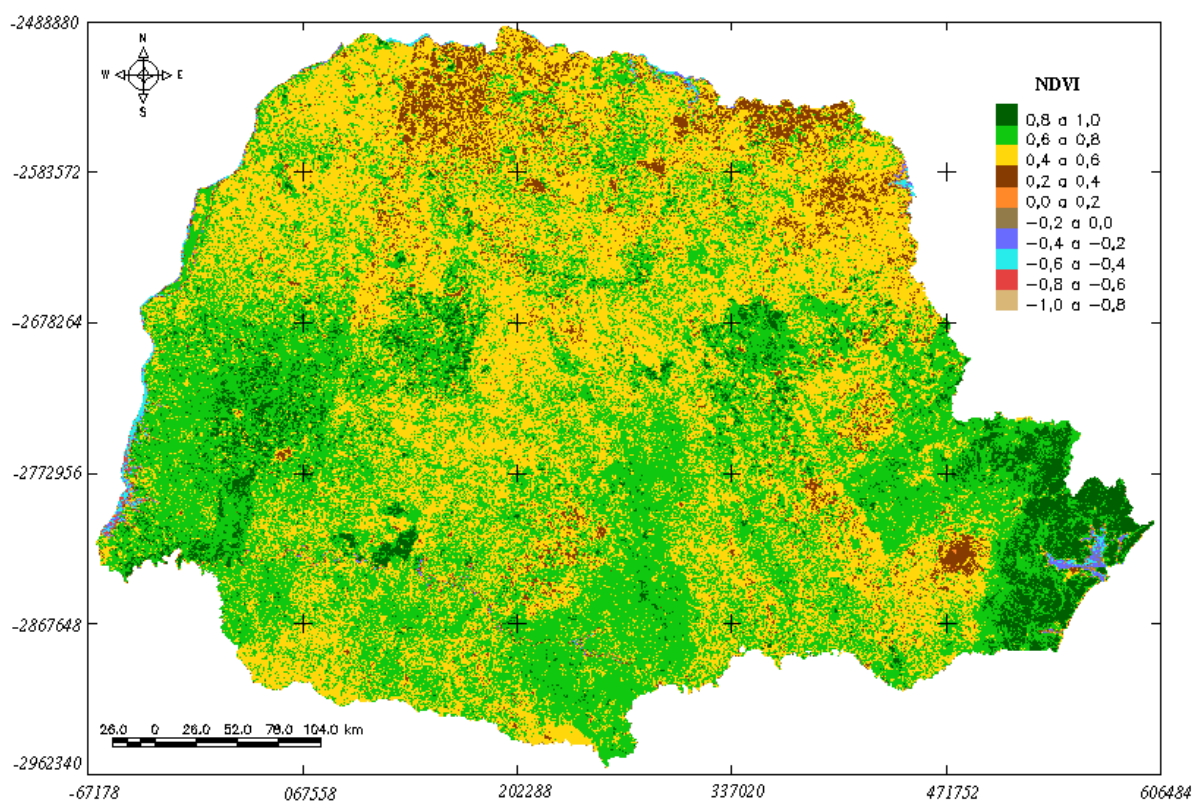 -2488880
N
W E
S
NDVI
0,8 a 1,0
0,6 a 0,8
0,4 a 0,6
0,2 a 0,4
0,0 a 0,2
-0,2 a 0,0
-0,4 a -0,2
-0,6 a -0,4
-0,8 a -0,6
-1,0 a -0,8
-2583572
-2678264
-2772956
-2867648
26.0 0 26.0 52.0 78.0 104.0 km
-2962340
-67178 067558 202288 337020 471752 606484